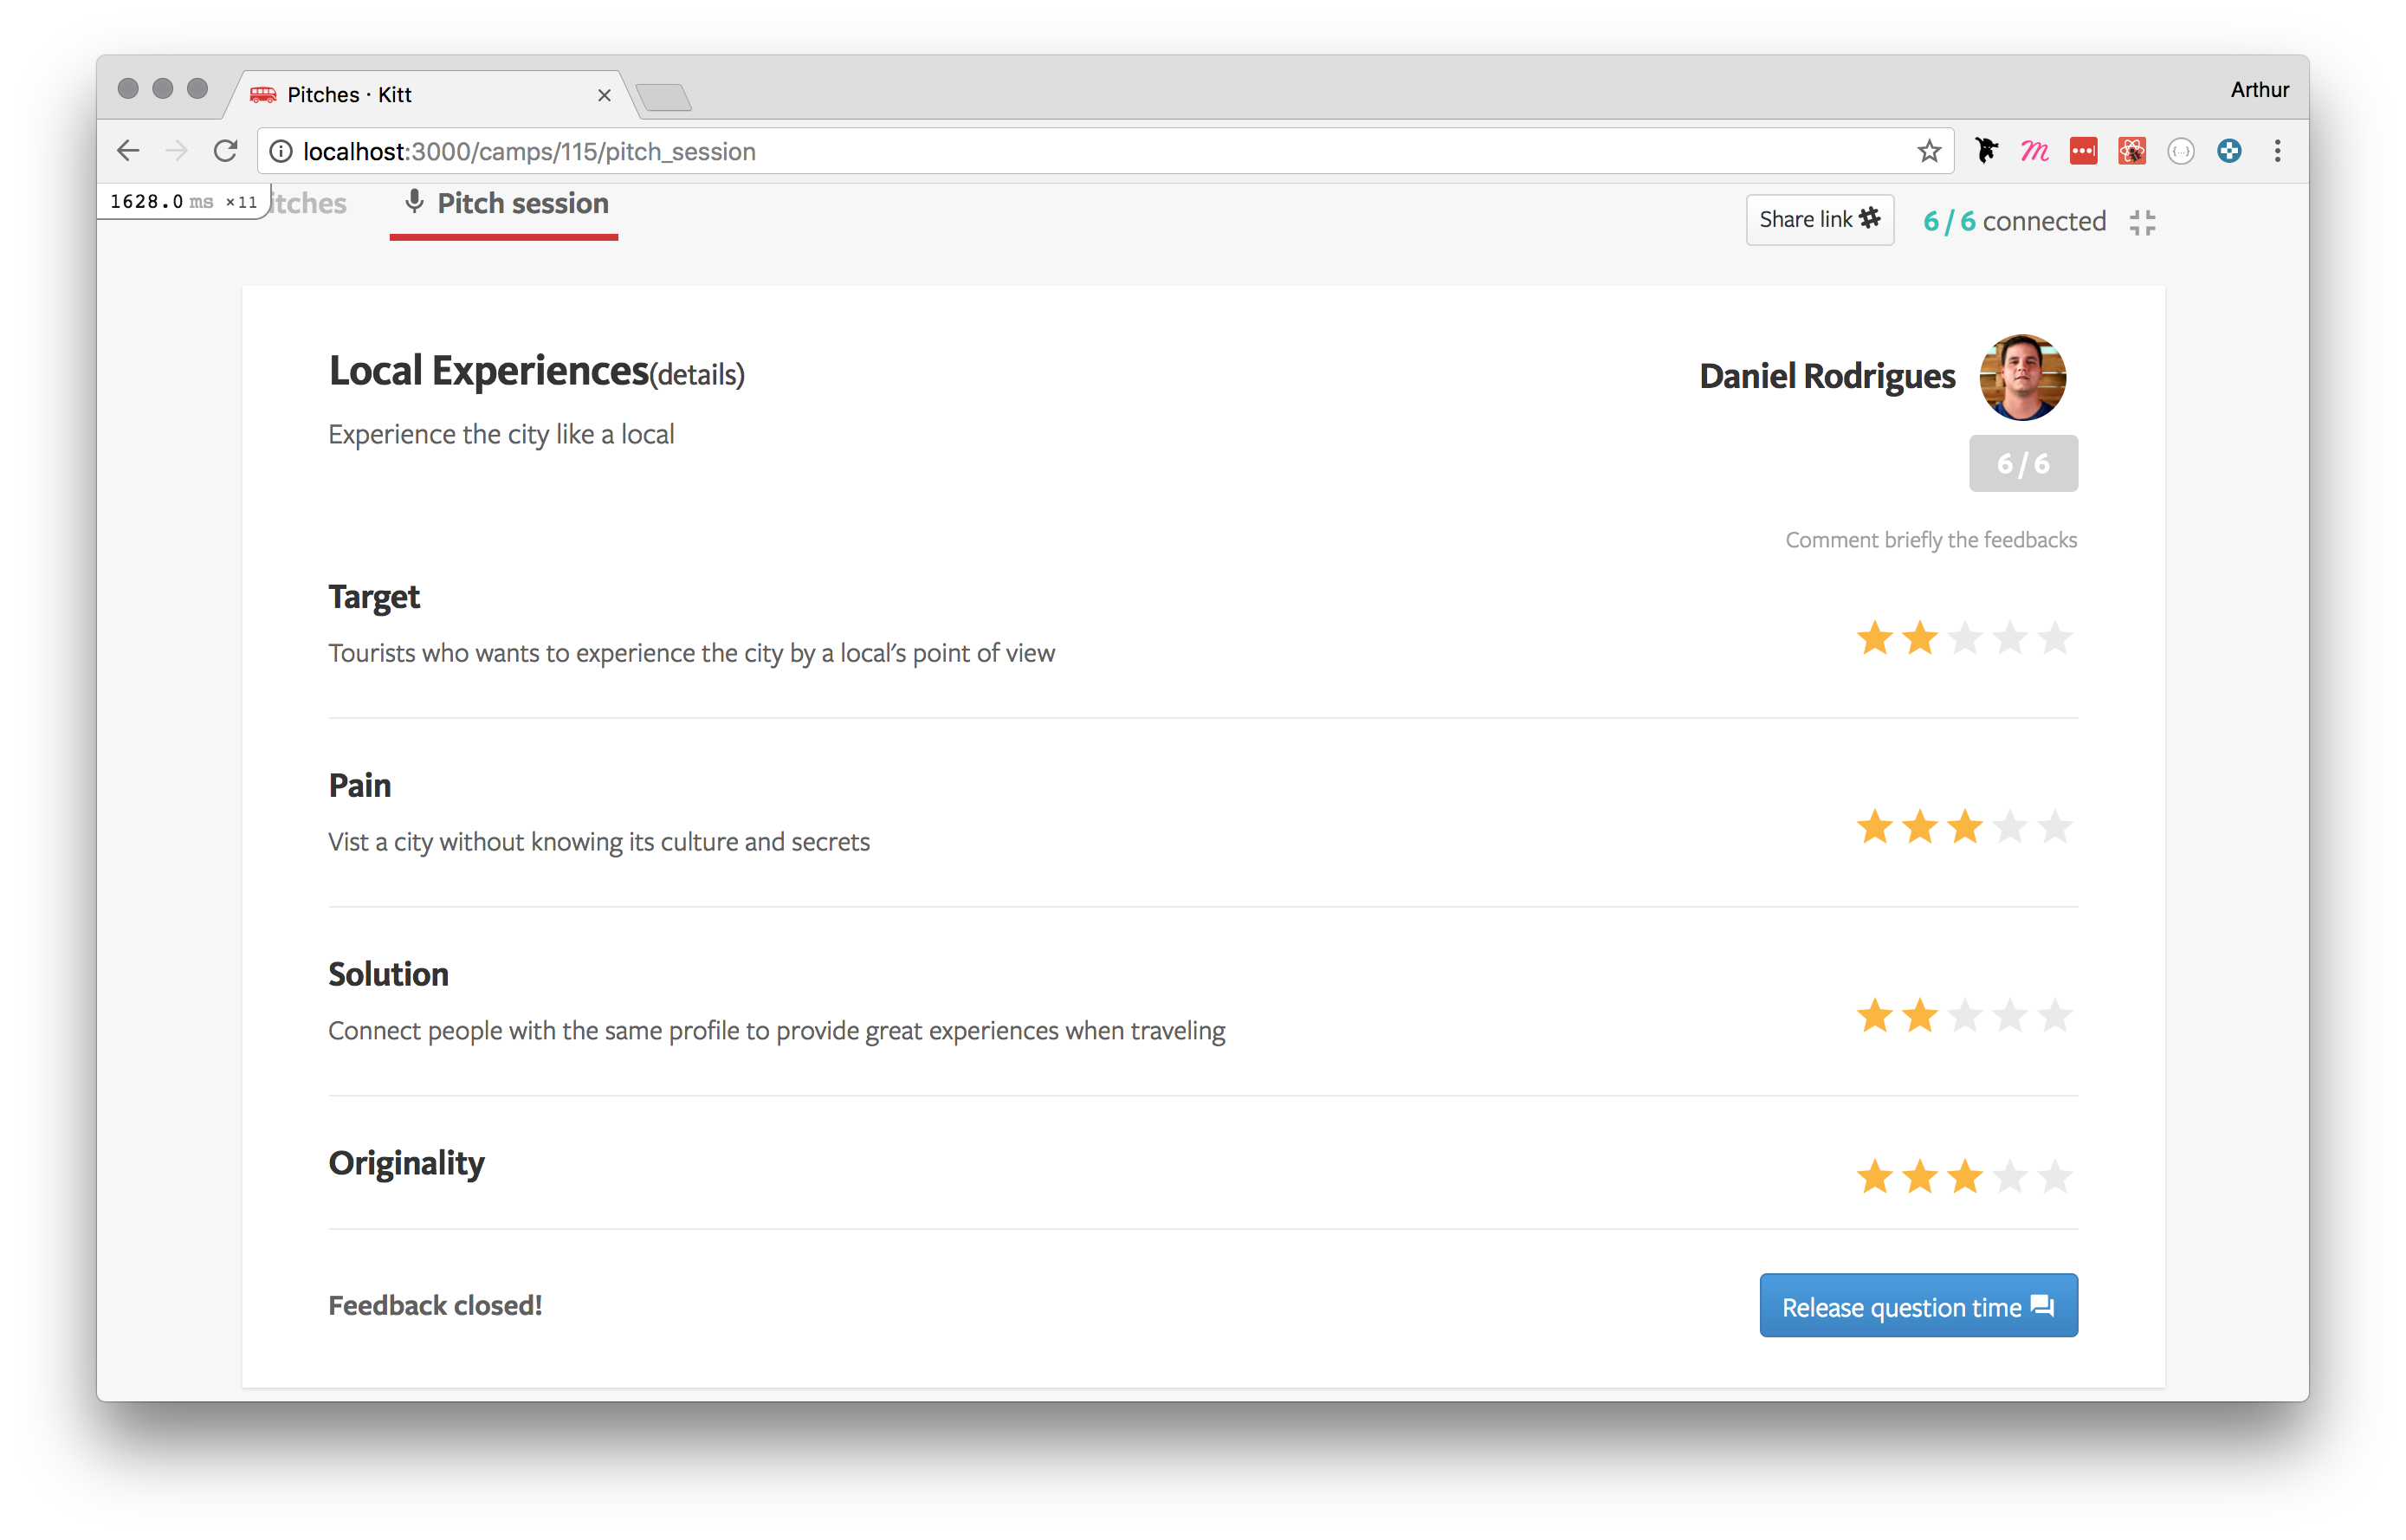 Pitches · Kitt
Arthur
localhost:3000/camps/115/pitch_session
1628.0 ms ×11
itches
Pitch session
Share link
6 / 6 connected
Local Experiences(details)
Daniel Rodrigues
Experience the city like a local
6 / 6
Comment briefly the feedbacks
Target
Tourists who wants to experience the city by a local's point of view
Pain
Vist a city without knowing its culture and secrets
Solution
Connect people with the same profile to provide great experiences when traveling
Originality
Feedback closed!
Release question time